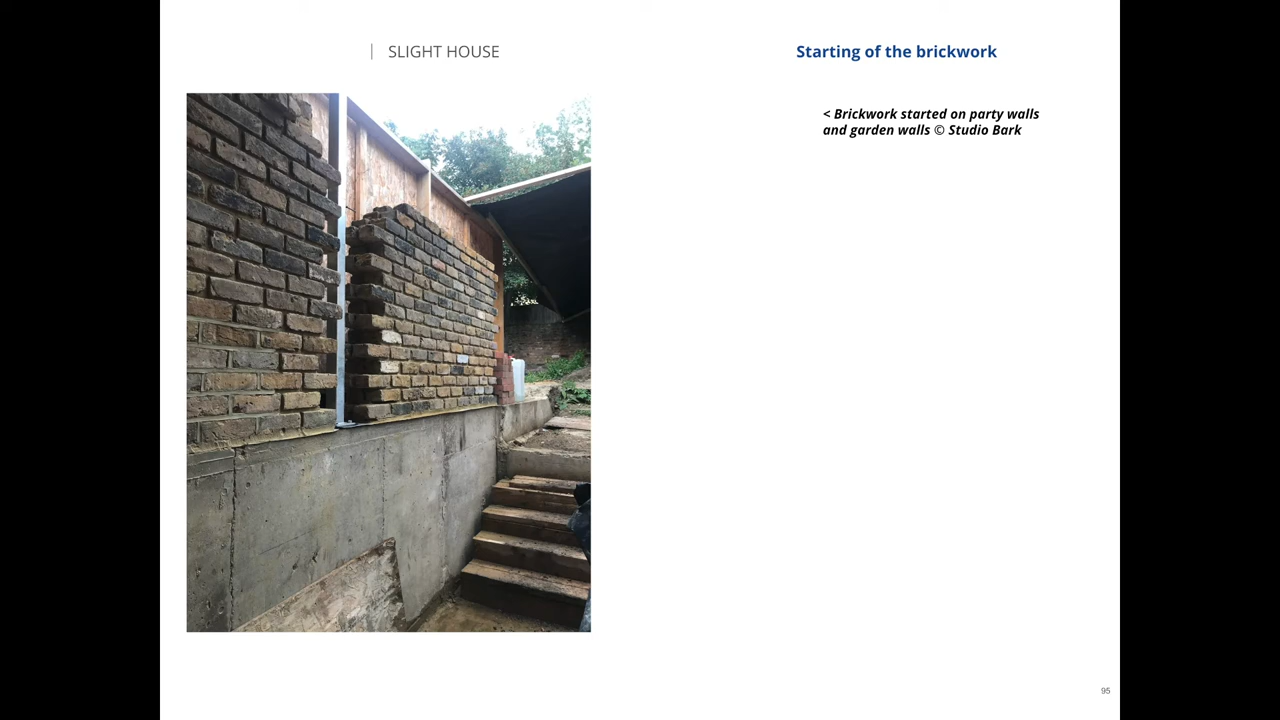 | SLIGHT HOUSE
Starting of the brickwork
< Brickwork started on party walls
and garden walls © Studio Bark
95